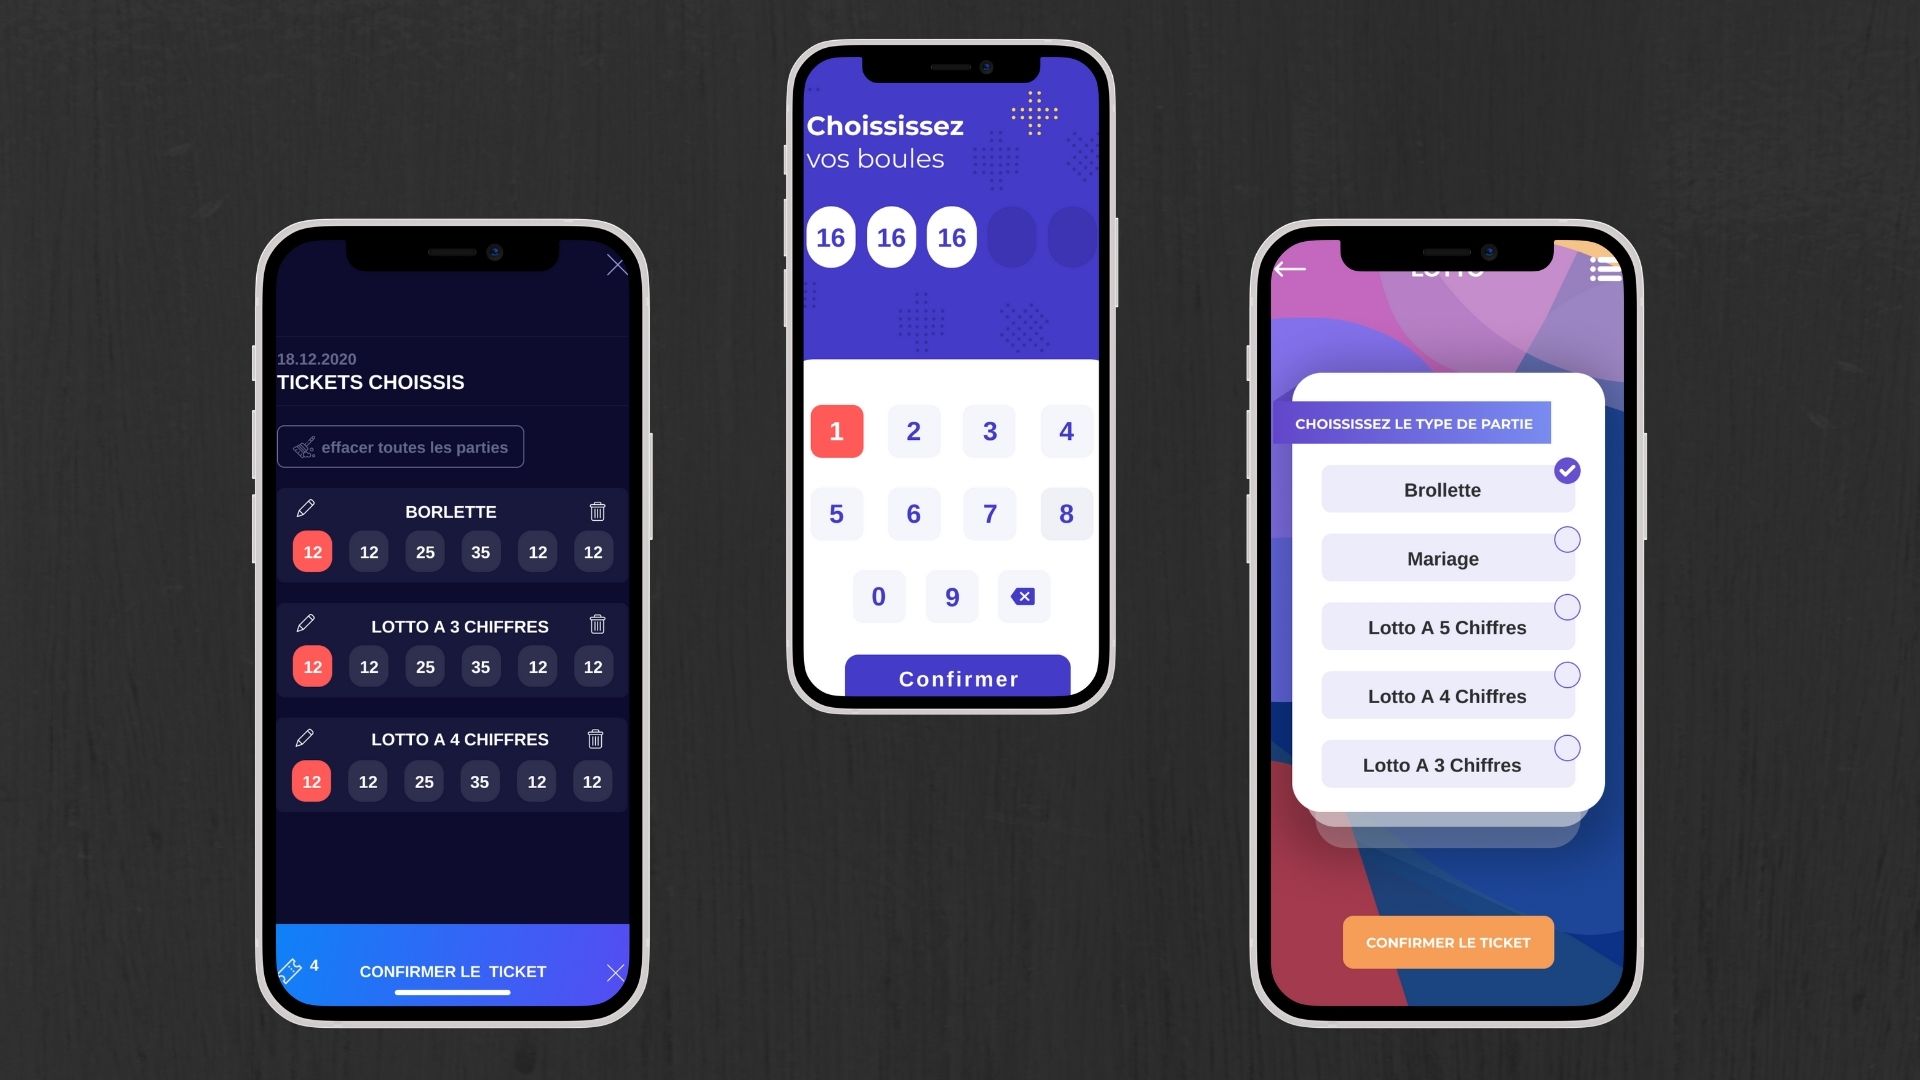 18.12.2020
TICKETS CHOISSIS
effacer toutes les parties
BORLETTE
12 12 25 35 12 12
LOTTO A 3 CHIFFRES
12 12 25 35 12 12
LOTTO A 4 CHIFFRES
12 12 25 35 12 12
4 CONFIRMER LE TICKET
Choississez
vos boules
16 16 16
1 2 3 4
5 6 7 8
0 9
Confirmer
LOTTO
CHOISSISSEZ LE TYPE DE PARTIE
Brollette
Mariage
Lotto A 5 Chiffres
Lotto A 4 Chiffres
Lotto A 3 Chiffres
CONFIRMER LE TICKET